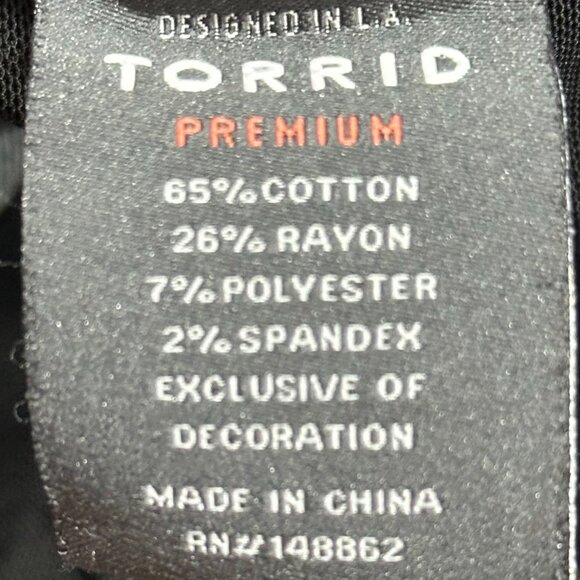 DESIGNED IN L.A.
TORRID
PREMIUM
65% COTTON
26% RAYON
7% POLYESTER
2% SPANDEX
EXCLUSIVE OF
DECORATION
MADE IN CHINA
RN# 148862